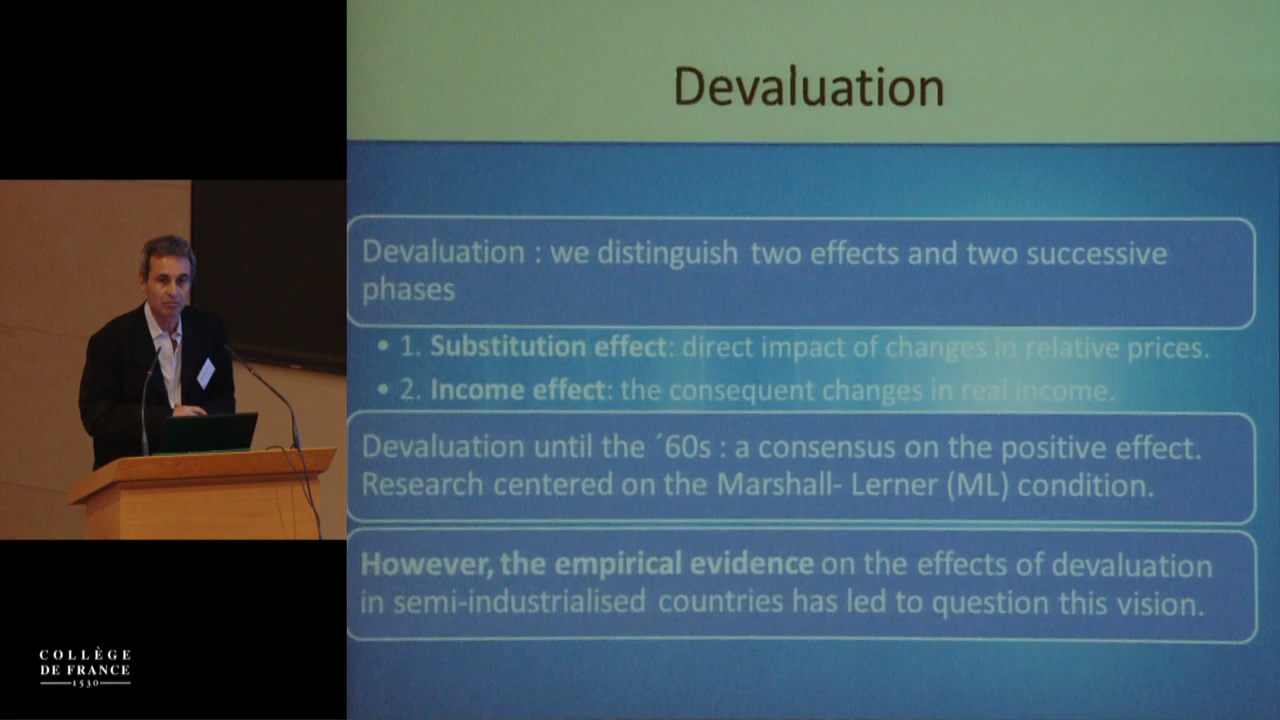 Devaluation
Devaluation : we distinguish two effects and two successive
phases
• 1. Substitution effect: direct impact of changes in relative prices.
• 2. Income effect: the consequent changes in real income.
Devaluation until the ´60s : a consensus on the positive effect.
Research centered on the Marshall- Lerner (ML) condition.
However, the empirical evidence on the effects of devaluation
in semi-industrialised countries has led to question this vision.
COLLÈGE
DE FRANCE
1530